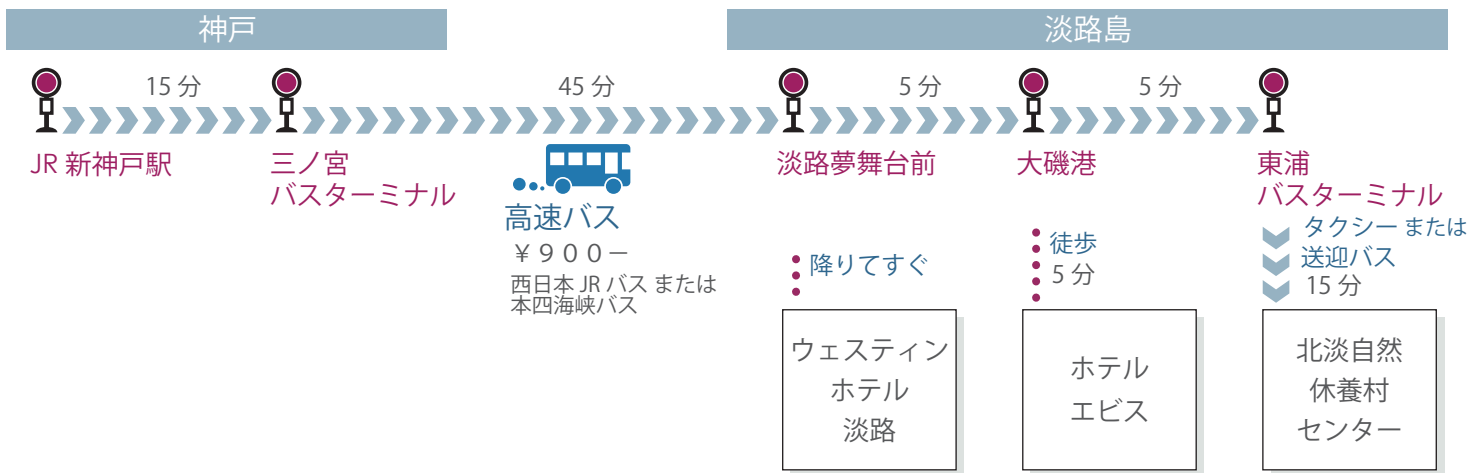 神戸
淡路島
15 分
45 分
5 分
5 分
JR 新神戸駅
三ノ宮
バスターミナル
淡路夢舞台前
大磯港
東浦
バスターミナル
高速バス
￥９００－
西日本 JR バス または
本四海峡バス
降りてすぐ
徒歩
5 分
タクシー または
送迎バス
15 分
ウェスティン
ホテル
淡路
ホテル
エビス
北淡自然
休養村
センター